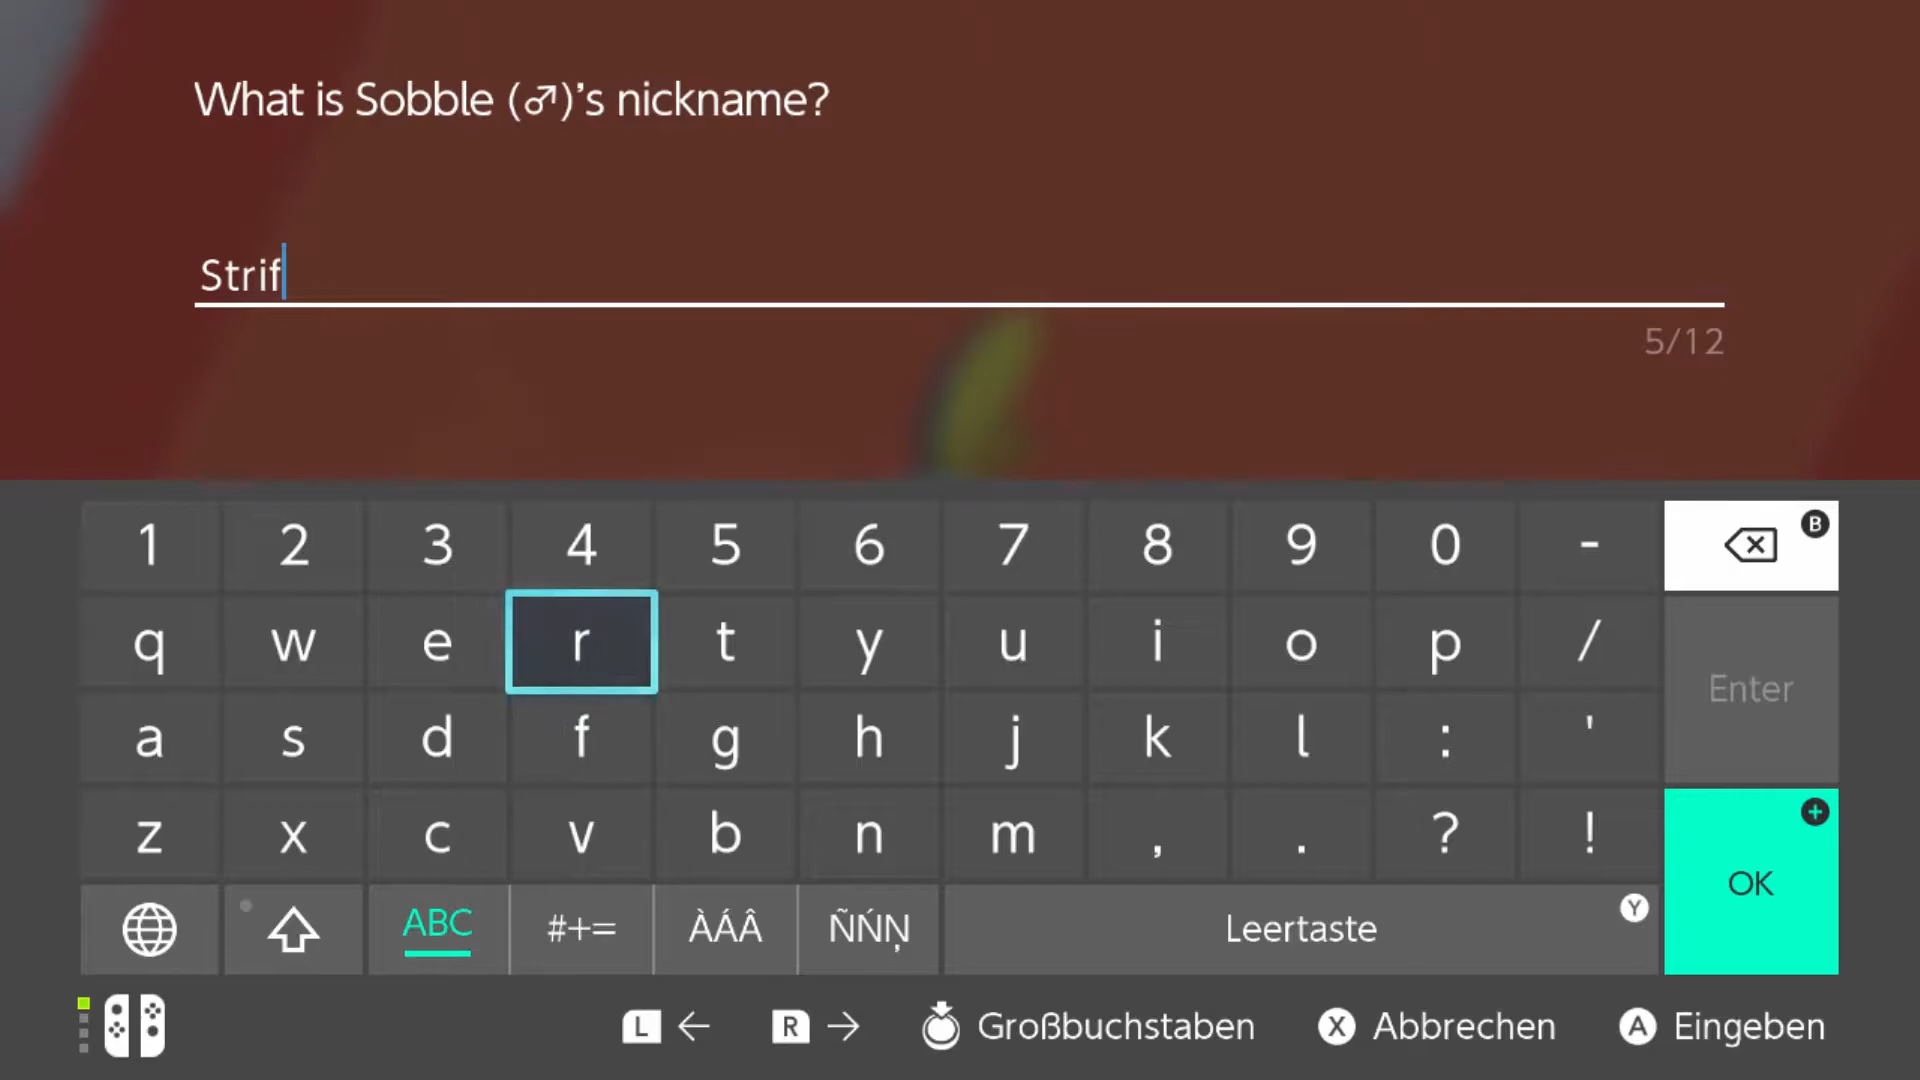 What is Sobble (♂)’s nickname?
Strif
5/12
1 2 3 4 5 6 7 8 9 0 - B
q w e r t y u i o p / Enter
a s d f g h j k l : '
z x c v b n m , . ? ! + OK
ABC #+= ÀÁÂ ÑŃŅ Leertaste Y
L ← R → Großbuchstaben X Abbrechen A Eingeben